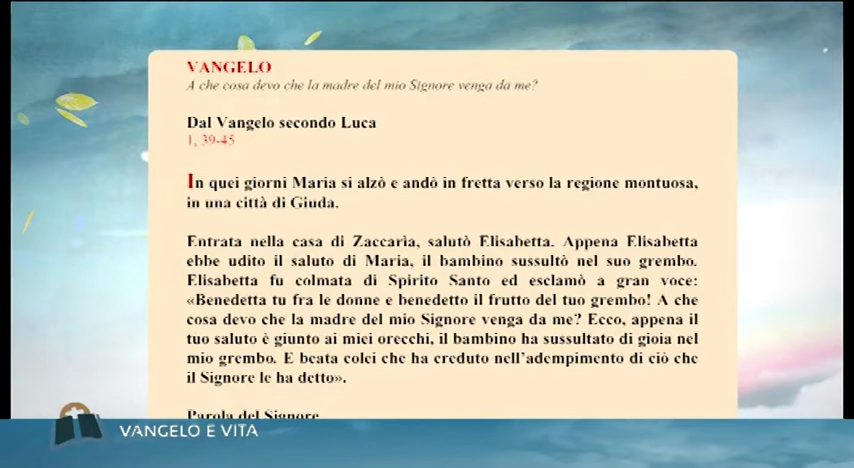 VANGELO
A che cosa devo che la madre del mio Signore venga da me?
Dal Vangelo secondo Luca
1, 39-45
In quei giorni Maria si alzò e andò in fretta verso la regione montuosa,
in una città di Giuda.
Entrata nella casa di Zaccarìa, salutò Elisabetta. Appena Elisabetta
ebbe udito il saluto di Maria, il bambino sussultò nel suo grembo.
Elisabetta fu colmata di Spirito Santo ed esclamò a gran voce:
«Benedetta tu fra le donne e benedetto il frutto del tuo grembo! A che
cosa devo che la madre del mio Signore venga da me? Ecco, appena il
tuo saluto è giunto ai miei orecchi, il bambino ha sussultato di gioia nel
mio grembo. E beata colei che ha creduto nell’adempimento di ciò che
il Signore le ha detto».
Parola del Signore
VANGELO E VITA